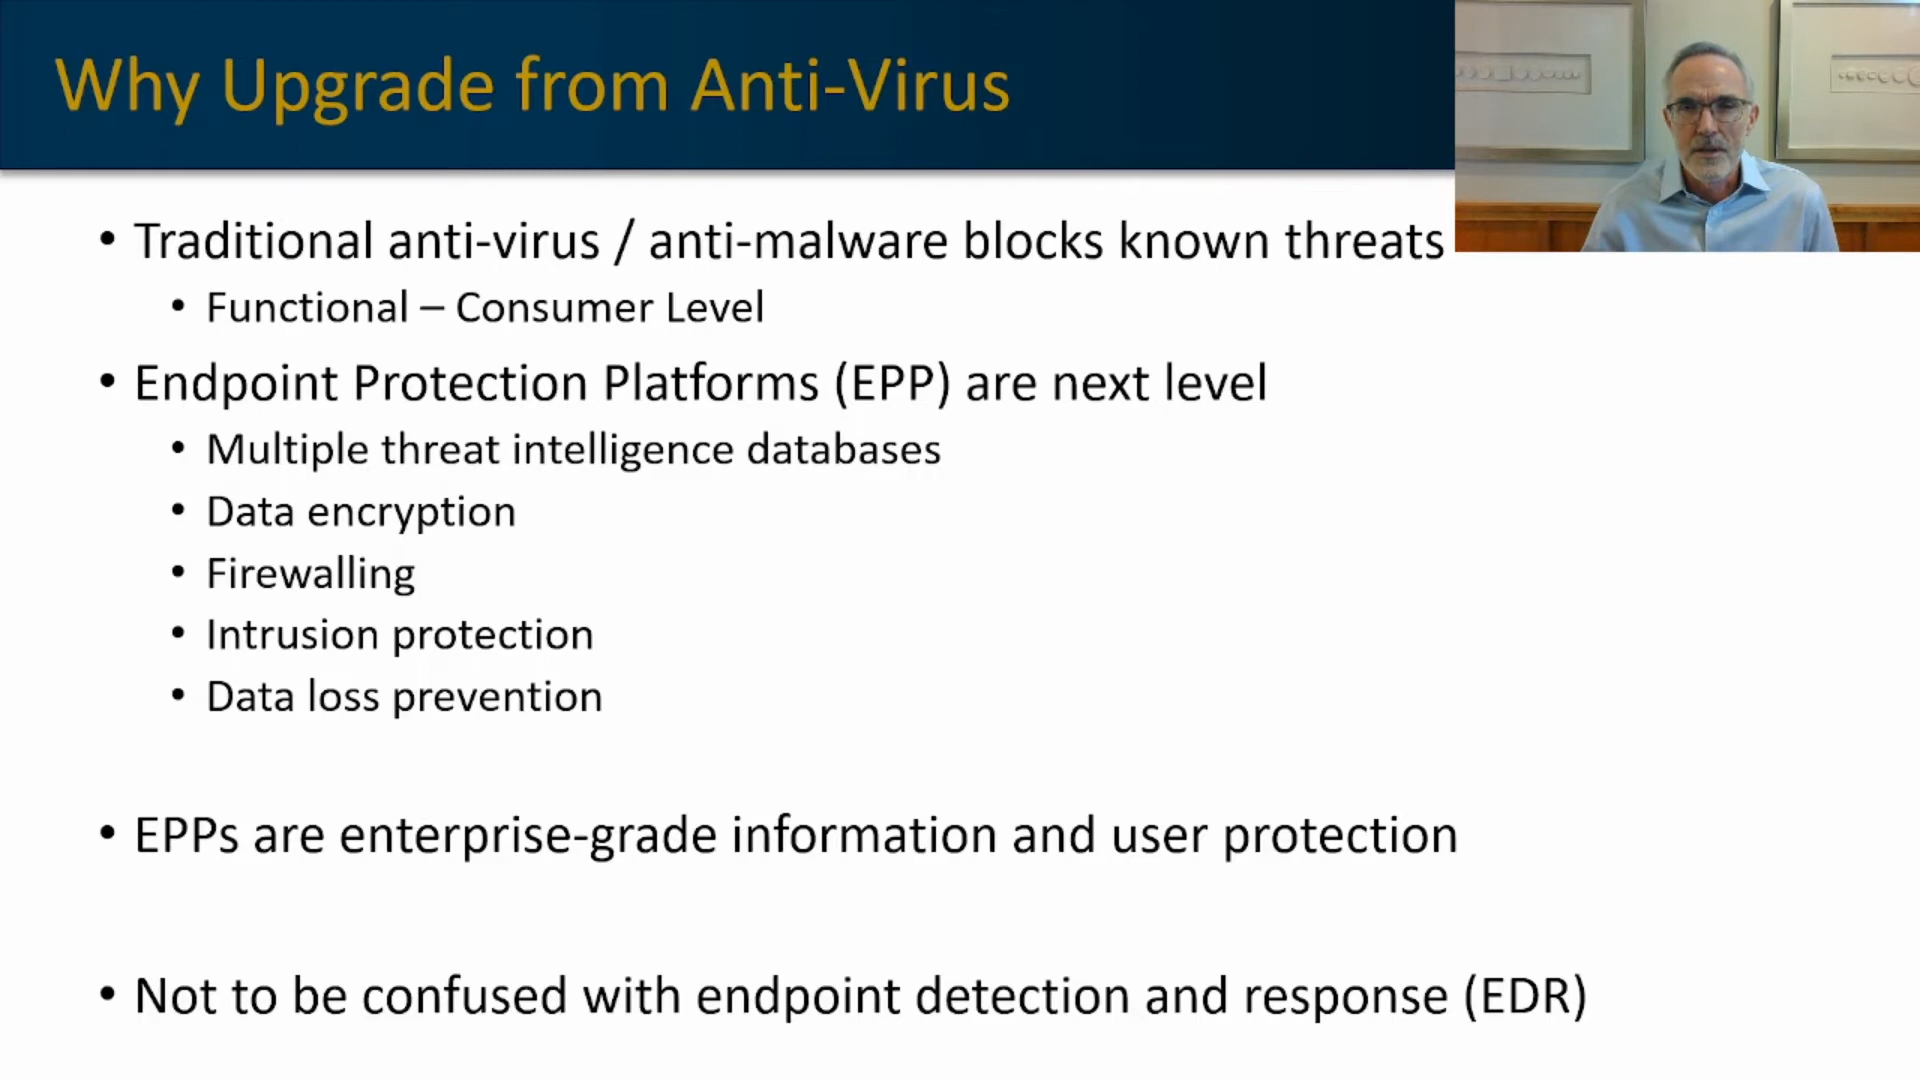 Why Upgrade from Anti-Virus
• Traditional anti-virus / anti-malware blocks known threats
• Functional – Consumer Level
• Endpoint Protection Platforms (EPP) are next level
• Multiple threat intelligence databases
• Data encryption
• Firewalling
• Intrusion protection
• Data loss prevention
• EPPs are enterprise-grade information and user protection
• Not to be confused with endpoint detection and response (EDR)